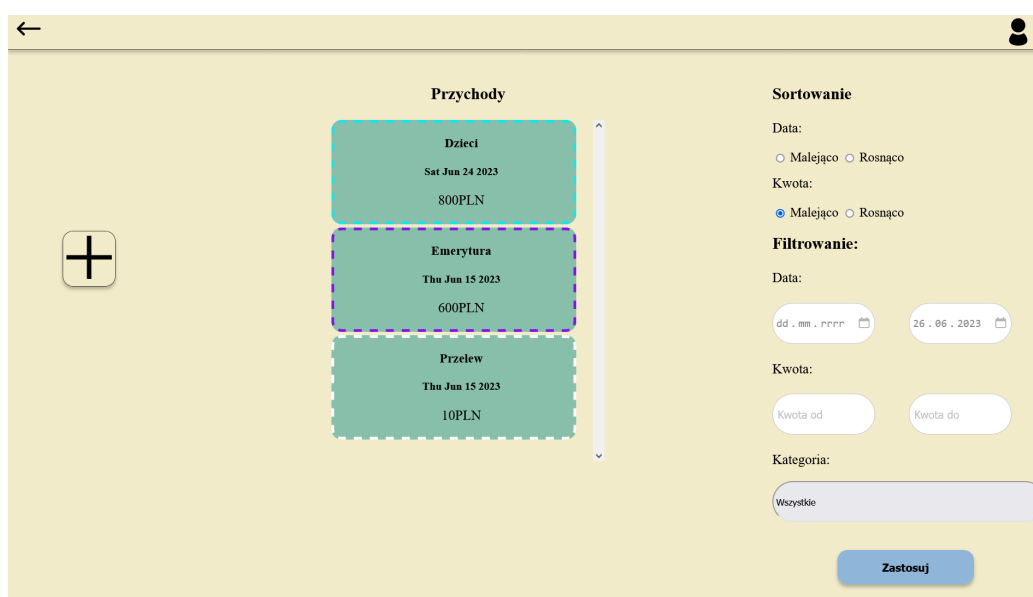 Przychody
Dzieci
Sat Jun 24 2023
800PLN
Emerytura
Thu Jun 15 2023
600PLN
Przelew
Thu Jun 15 2023
10PLN
Sortowanie
Data:
Malejąco Rosnąco
Kwota:
Malejąco Rosnąco
Filtrowanie:
Data:
dd.mm.rrrr 26.06.2023
Kwota:
Kwota od Kwota do
Kategoria:
Wszystkie
Zastosuj